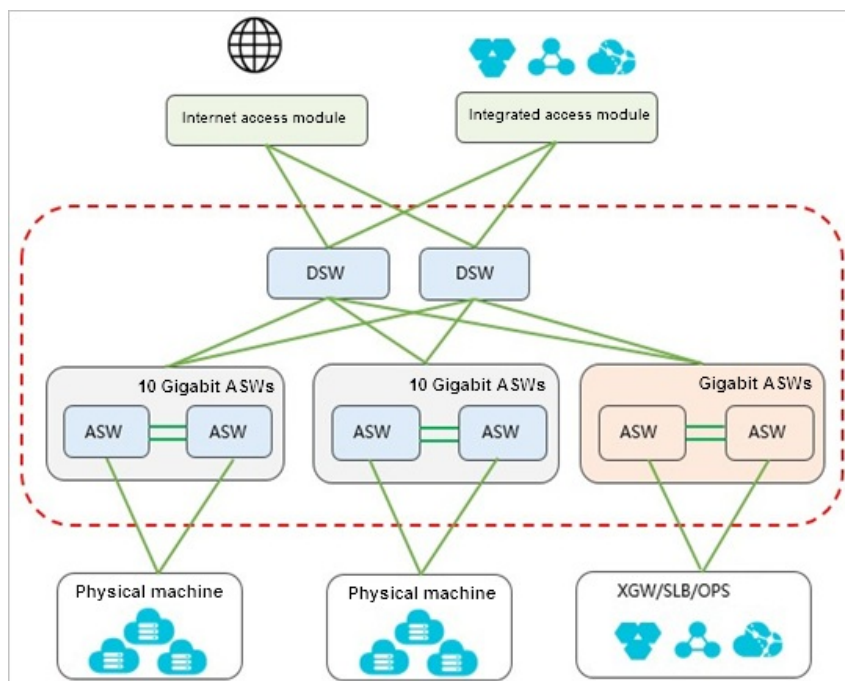 Internet access module
Integrated access module
DSW
DSW
10 Gigabit ASWs
ASW
ASW
10 Gigabit ASWs
ASW
ASW
Gigabit ASWs
ASW
ASW
Physical machine
Physical machine
XGW/SLB/OPS